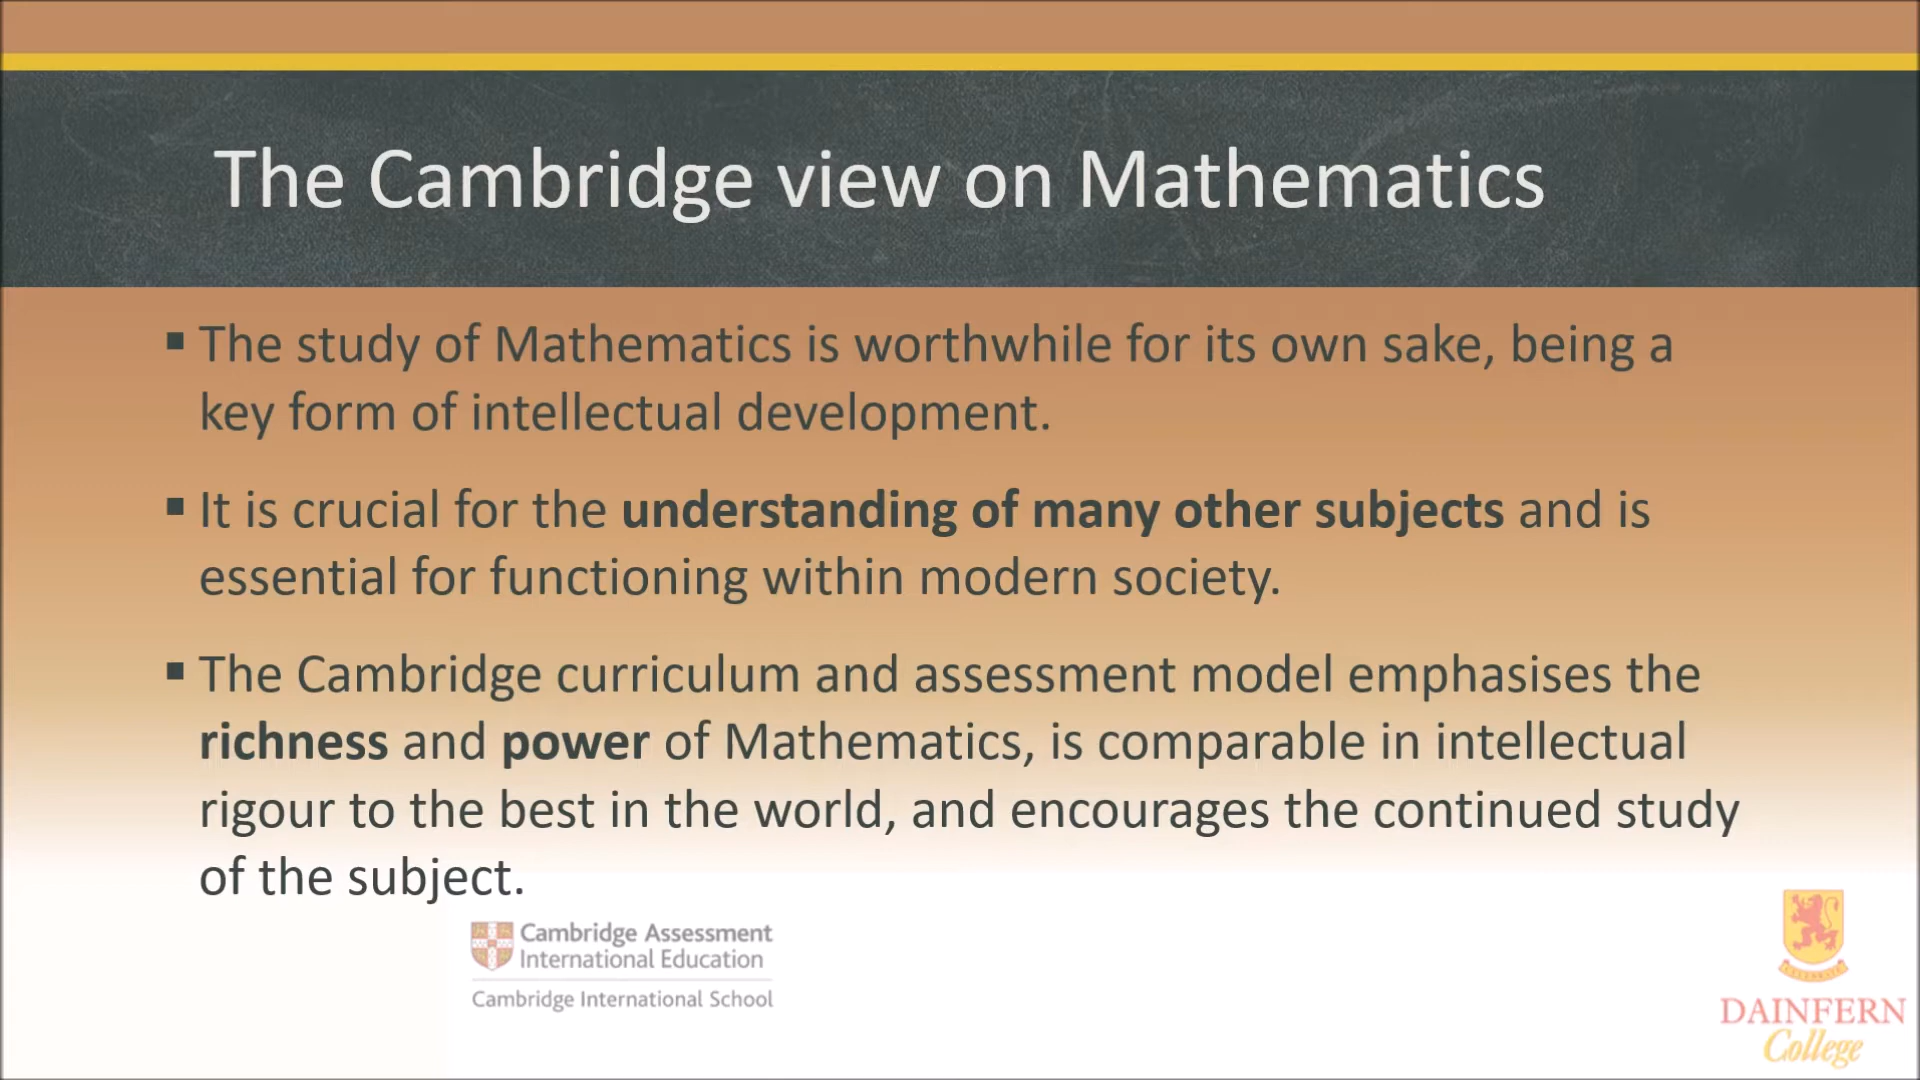 The Cambridge view on Mathematics
▪ The study of Mathematics is worthwhile for its own sake, being a
key form of intellectual development.
▪ It is crucial for the understanding of many other subjects and is
essential for functioning within modern society.
▪ The Cambridge curriculum and assessment model emphasises the
richness and power of Mathematics, is comparable in intellectual
rigour to the best in the world, and encourages the continued study
of the subject.
Cambridge Assessment
International Education
Cambridge International School
DAINFERN
College